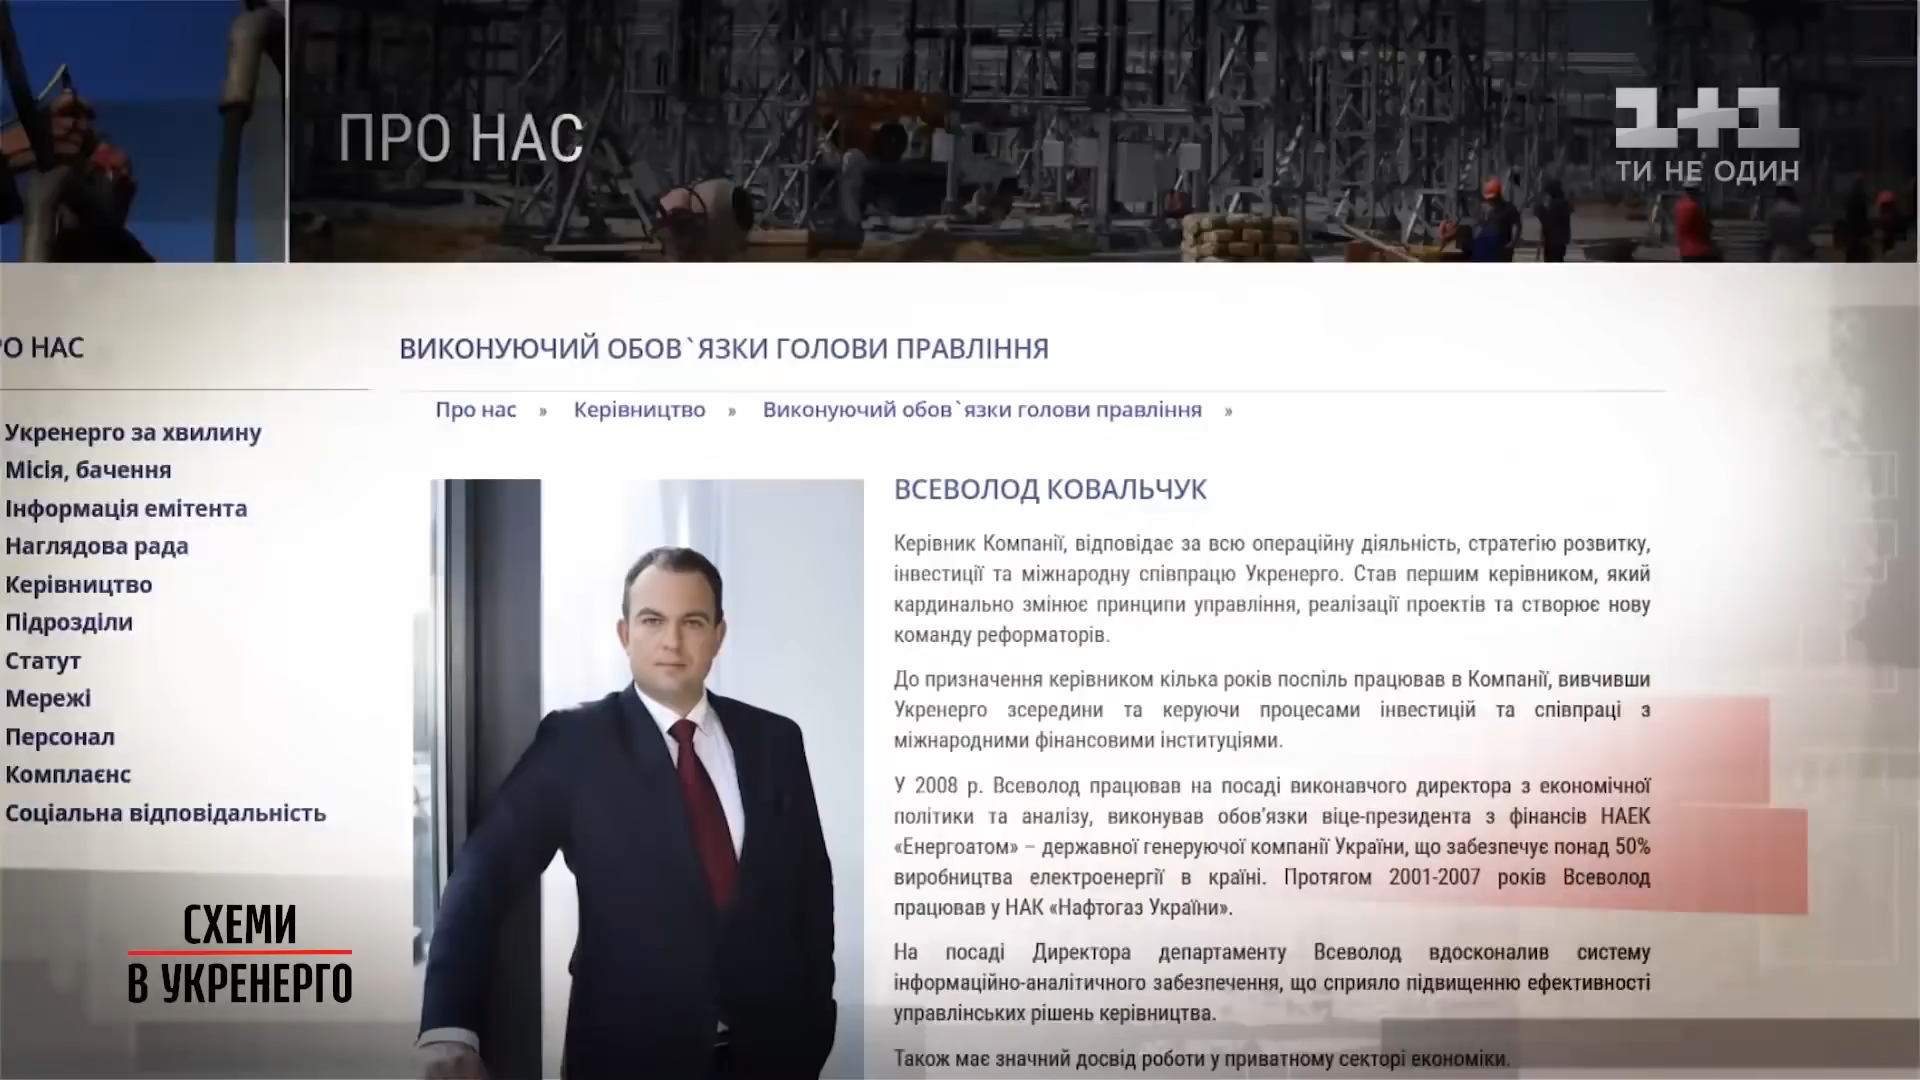 ПРО НАС
1+1
ТИ НЕ ОДИН
О НАС
Укренерго за хвилину
Місія, бачення
Інформація емітента
Наглядова рада
Керівництво
Підрозділи
Статут
Мережі
Персонал
Комплаєнс
Соціальна відповідальність
ВИКОНУЮЧИЙ ОБОВ`ЯЗКИ ГОЛОВИ ПРАВЛІННЯ
Про нас » Керівництво » Виконуючий обов`язки голови правління »
ВСЕВОЛОД КОВАЛЬЧУК
Керівник Компанії, відповідає за всю операційну діяльність, стратегію розвитку,
інвестиції та міжнародну співпрацю Укренерго. Став першим керівником, який
кардинально змінює принципи управління, реалізації проектів та створює нову
команду реформаторів.
До призначення керівником кілька років поспіль працював в Компанії, вивчивши
Укренерго зсередини та керуючи процесами інвестицій та співпраці з
міжнародними фінансовими інституціями.
У 2008 р. Всеволод працював на посаді виконавчого директора з економічної
політики та аналізу, виконував обов’язки віце-президента з фінансів НАЕК
«Енергоатом» – державної генеруючої компанії України, що забезпечує понад 50%
виробництва електроенергії в країні. Протягом 2001-2007 років Всеволод
працював у НАК «Нафтогаз України».
На посаді Директора департаменту Всеволод вдосконалив систему
інформаційно-аналітичного забезпечення, що сприяло підвищенню ефективності
управлінських рішень керівництва.
Також має значний досвід роботи у приватному секторі економіки.
СХЕМИ
В УКРЕНЕРГО